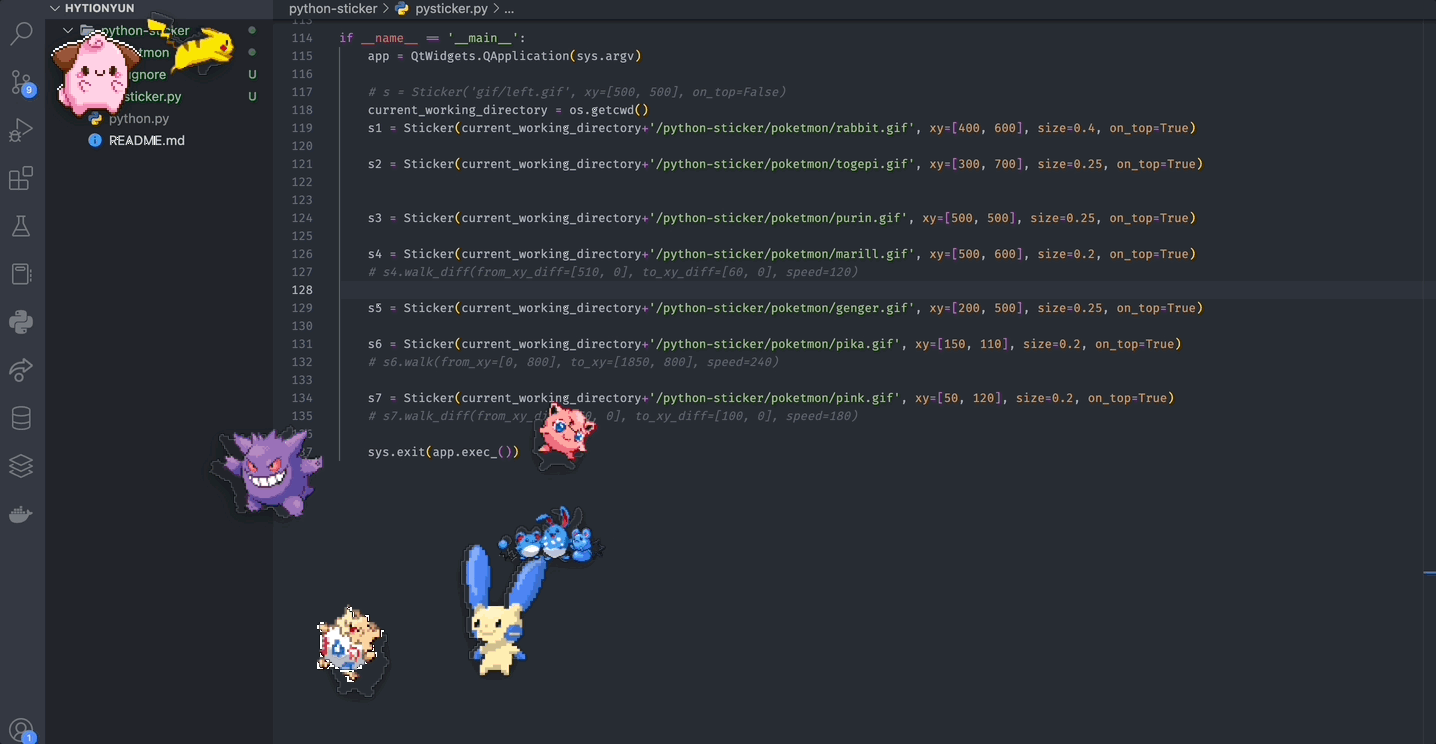 HYTIONYUN
python-sticker
tmon
ignore U
sticker.py U
python.py
README.md
9
1
python-sticker > pysticker.py > ...
113
114 if __name__ == '__main__':
115 app = QtWidgets.QApplication(sys.argv)
116
117 # s = Sticker('gif/left.gif', xy=[500, 500], on_top=False)
118 current_working_directory = os.getcwd()
119 s1 = Sticker(current_working_directory+'/python-sticker/poketmon/rabbit.gif', xy=[400, 600], size=0.4, on_top=True)
120
121 s2 = Sticker(current_working_directory+'/python-sticker/poketmon/togepi.gif', xy=[300, 700], size=0.25, on_top=True)
122
123
124 s3 = Sticker(current_working_directory+'/python-sticker/poketmon/purin.gif', xy=[500, 500], size=0.25, on_top=True)
125
126 s4 = Sticker(current_working_directory+'/python-sticker/poketmon/marill.gif', xy=[500, 600], size=0.2, on_top=True)
127 # s4.walk_diff(from_xy_diff=[510, 0], to_xy_diff=[60, 0], speed=120)
128
129 s5 = Sticker(current_working_directory+'/python-sticker/poketmon/genger.gif', xy=[200, 500], size=0.25, on_top=True)
130
131 s6 = Sticker(current_working_directory+'/python-sticker/poketmon/pika.gif', xy=[150, 110], size=0.2, on_top=True)
132 # s6.walk(from_xy=[0, 800], to_xy=[1850, 800], speed=240)
133
134 s7 = Sticker(current_working_directory+'/python-sticker/poketmon/pink.gif', xy=[50, 120], size=0.2, on_top=True)
135 # s7.walk_diff(from_xy_di 0, 0], to_xy_diff=[100, 0], speed=180)
sys.exit(app.exec_())